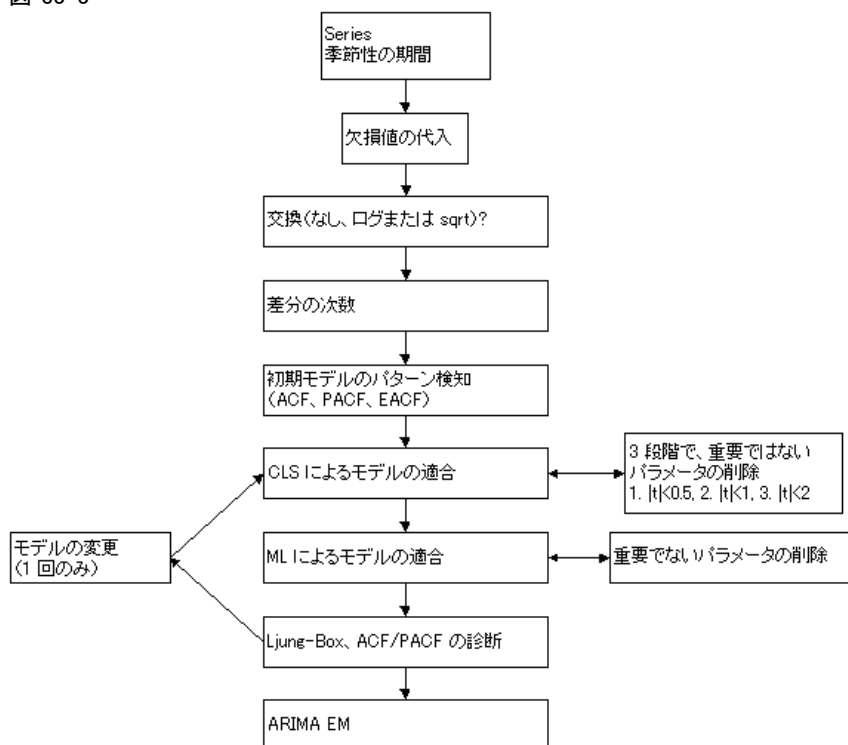 Series
季節性の期間
欠損値の代入
交換(なし、ログまたは sqrt)?
差分の次数
初期モデルのパターン検知
(ACF、PACF、EACF)
CLS によるモデルの適合
3 段階で、重要ではない
パラメータの削除
1. |t|<0.5, 2. |t|<1, 3. |t|<2
モデルの変更
(1 回のみ)
ML によるモデルの適合
重要でないパラメータの削除
Ljung-Box、ACF/PACF の診断
ARIMA EM